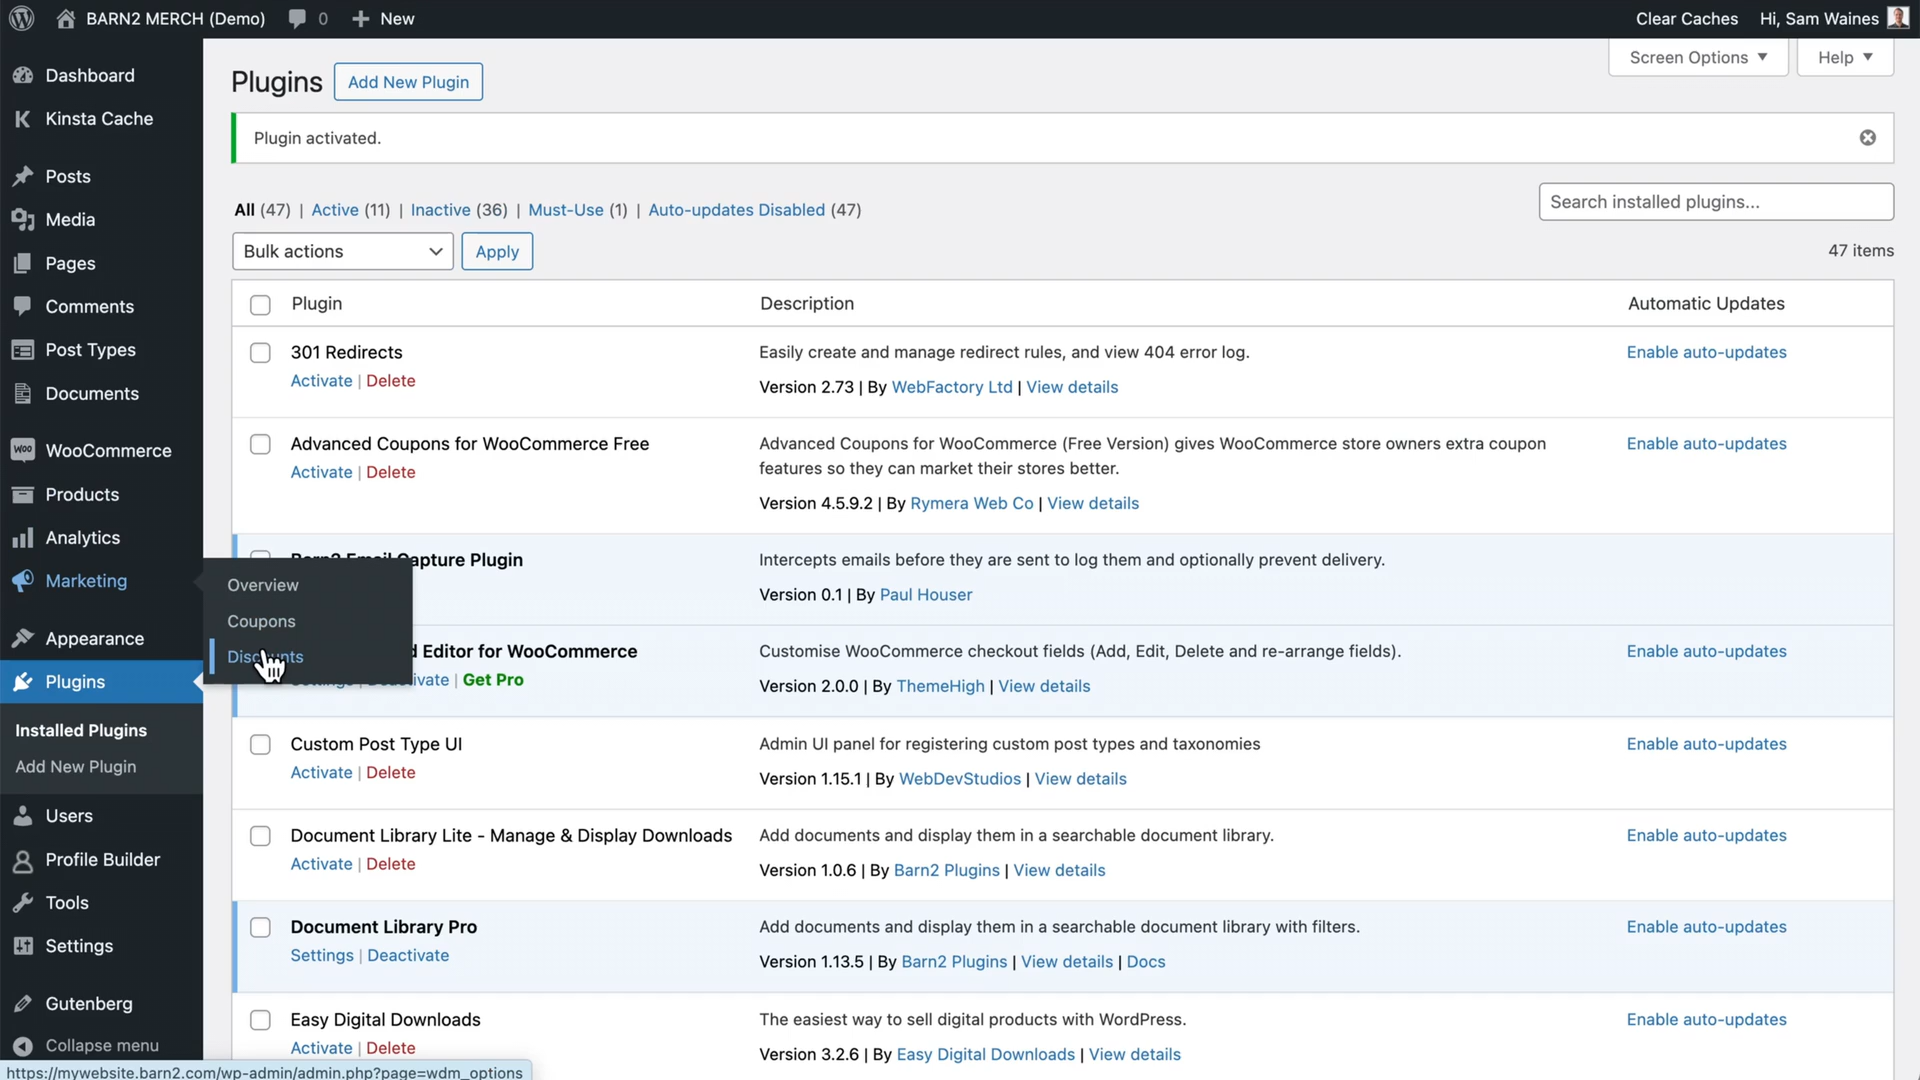 BARN2 MERCH (Demo) 0 New Clear Caches Hi, Sam Waines
Dashboard
Kinsta Cache
Posts
Media
Pages
Comments
Post Types
Documents
WOO WooCommerce
Products
Analytics
Marketing
Appearance
Plugins
Installed Plugins
Add New Plugin
Users
Profile Builder
Tools
Settings
Gutenberg
Collapse menu
Overview
Coupons
Discounts
Screen Options Help
Plugins Add New Plugin
Plugin activated.
All (47) | Active (11) | Inactive (36) | Must-Use (1) | Auto-updates Disabled (47)
Search installed plugins...
Bulk actions Apply 47 items
Plugin Description Automatic Updates
301 Redirects Easily create and manage redirect rules, and view 404 error log. Enable auto-updates
Activate | Delete Version 2.73 | By WebFactory Ltd | View details
Advanced Coupons for WooCommerce Free Advanced Coupons for WooCommerce (Free Version) gives WooCommerce store owners extra coupon Enable auto-updates
Activate | Delete features so they can market their stores better.
Version 4.5.9.2 | By Rymera Web Co | View details
Barn2 Email Capture Plugin Intercepts emails before they are sent to log them and optionally prevent delivery.
Version 0.1 | By Paul Houser
Editor for WooCommerce Customise WooCommerce checkout fields (Add, Edit, Delete and re-arrange fields). Enable auto-updates
Settings Deactivate | Get Pro Version 2.0.0 | By ThemeHigh | View details
Custom Post Type UI Admin UI panel for registering custom post types and taxonomies Enable auto-updates
Activate | Delete Version 1.15.1 | By WebDevStudios | View details
Document Library Lite - Manage & Display Downloads Add documents and display them in a searchable document library. Enable auto-updates
Activate | Delete Version 1.0.6 | By Barn2 Plugins | View details
Document Library Pro Add documents and display them in a searchable document library with filters. Enable auto-updates
Settings | Deactivate Version 1.13.5 | By Barn2 Plugins | View details | Docs
Easy Digital Downloads The easiest way to sell digital products with WordPress. Enable auto-updates
Activate | Delete Version 3.2.6 | By Easy Digital Downloads | View details
https://mywebsite.barn2.com/wp-admin/admin.php?page=wdm_options